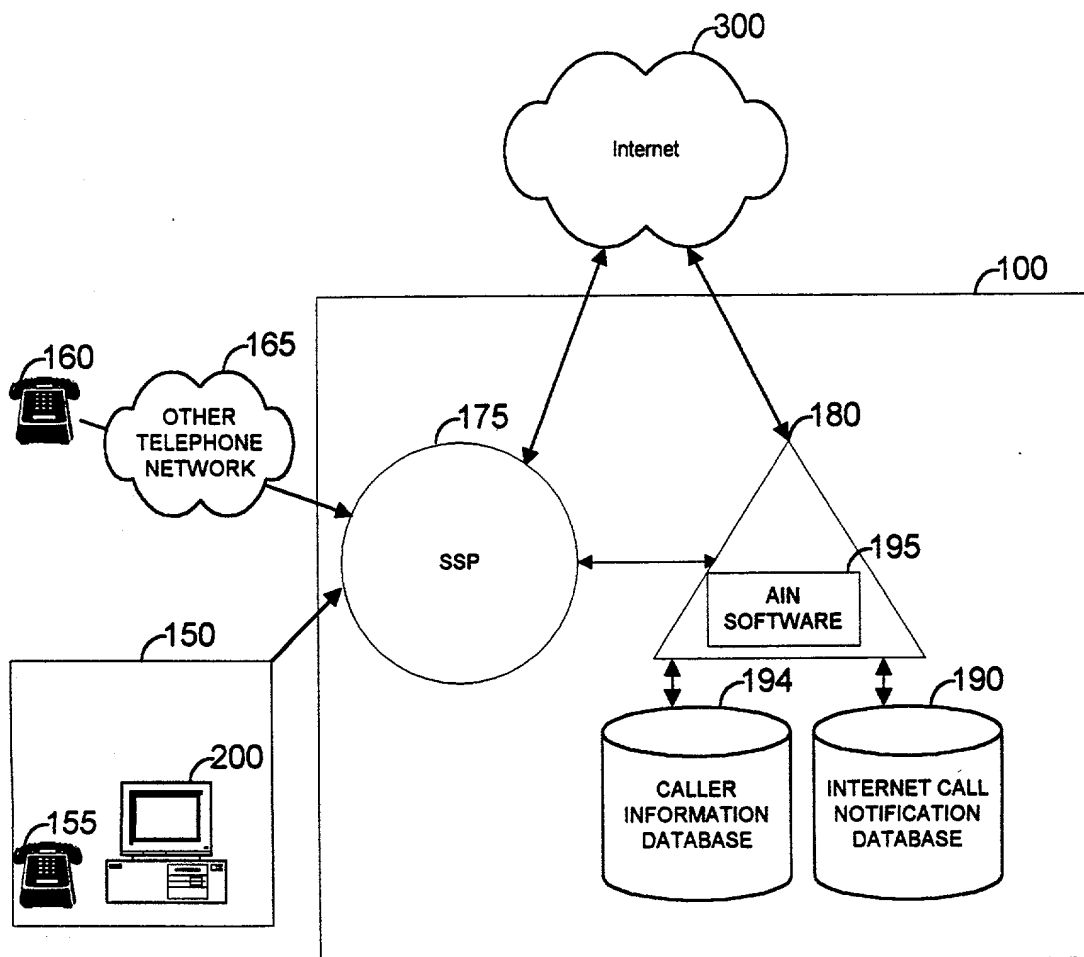 300
Internet
100
160
165
OTHER
TELEPHONE
NETWORK
175
180
SSP
195
AIN
SOFTWARE
150
194
190
200
CALLER
INFORMATION
DATABASE
INTERNET CALL
NOTIFICATION
DATABASE
155